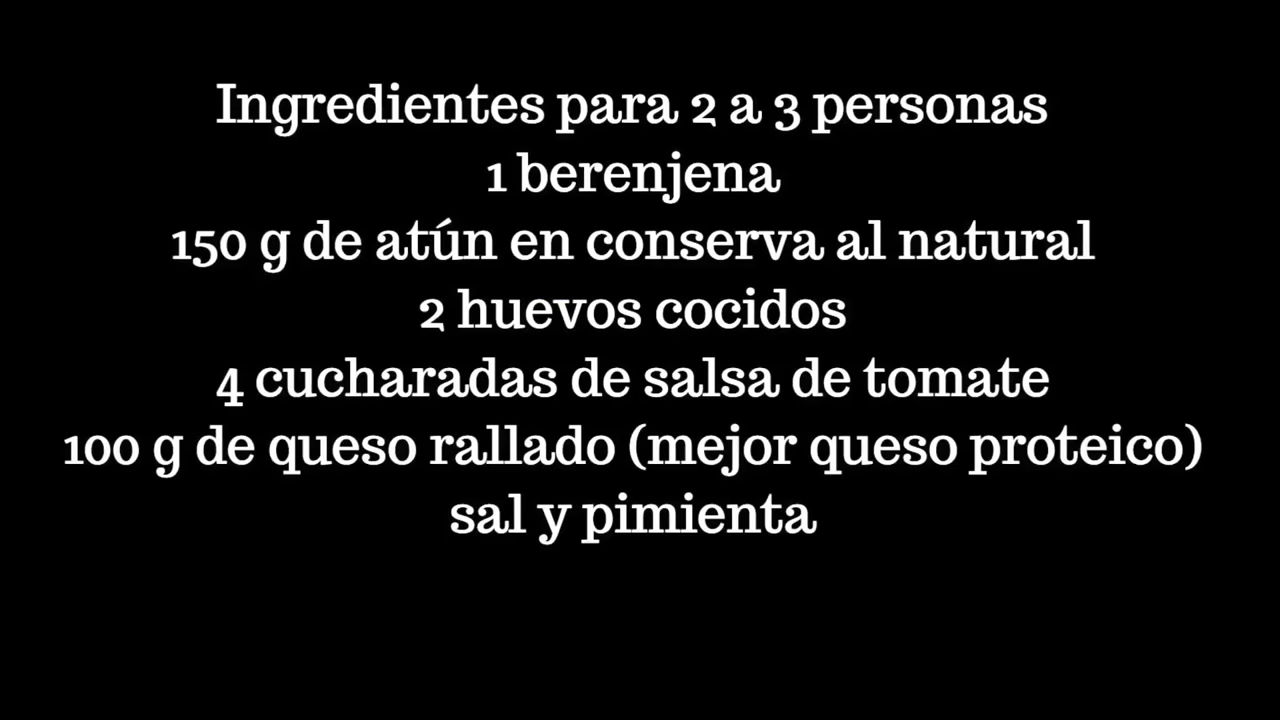 Ingredientes para 2 a 3 personas
1 berenjena
150 g de atún en conserva al natural
2 huevos cocidos
4 cucharadas de salsa de tomate
100 g de queso rallado (mejor queso proteico)
sal y pimienta